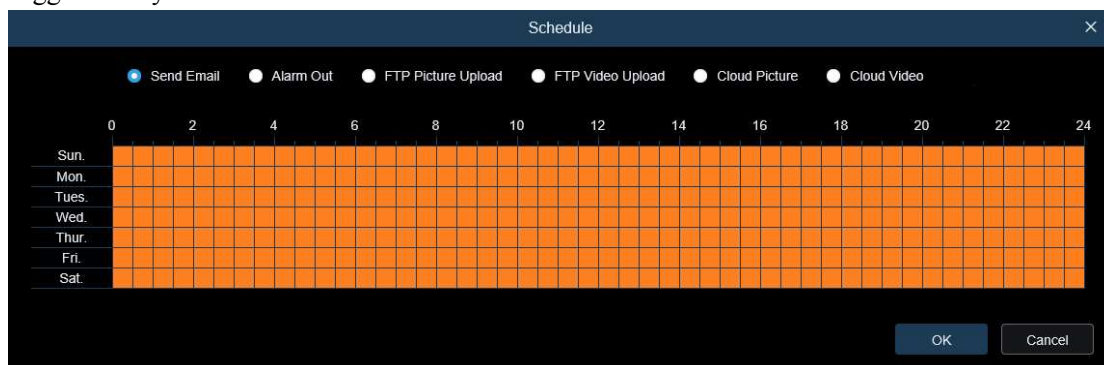 Schedule
Send Email Alarm Out FTP Picture Upload FTP Video Upload Cloud Picture Cloud Video
0 2 4 6 8 10 12 14 16 18 20 22 24
Sun.
Mon.
Tues.
Wed.
Thur.
Fri.
Sat.
OK Cancel